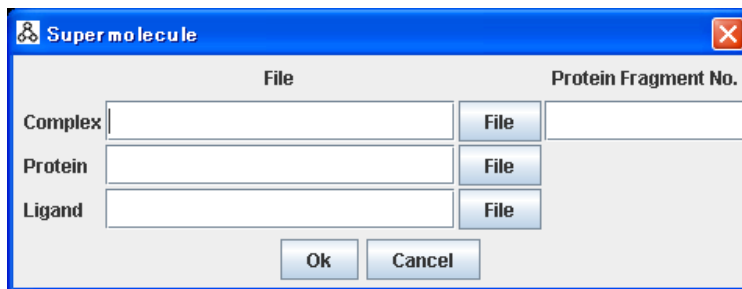 Supermolecule
File Protein Fragment No.
Complex File
Protein File
Ligand File
Ok Cancel